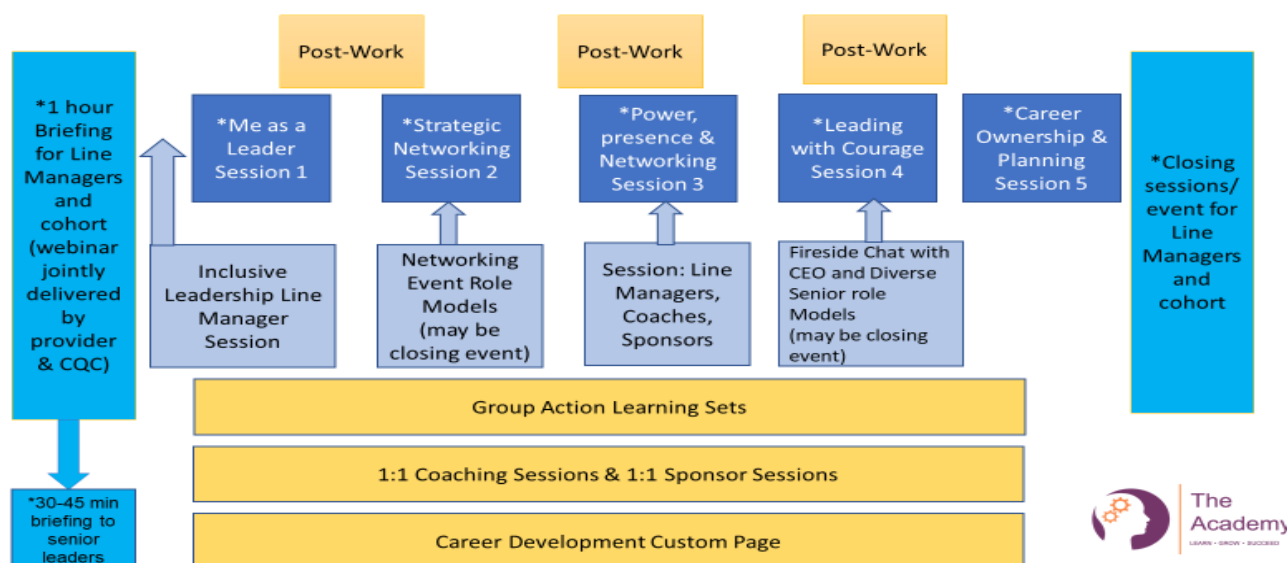 Post-Work
Post-Work
Post-Work
*1 hour
Briefing for Line
Managers
and
cohort
(webinar
jointly
delivered
by
provider
& CQC)
*30-45 min
briefing to
senior
leaders
*Me as a
Leader
Session 1
*Strategic
Networking
Session 2
*Power,
presence &
Networking
Session 3
*Leading
with Courage
Session 4
*Career
Ownership &
Planning
Session 5
Inclusive
Leadership Line
Manager
Session
Networking
Event Role
Models
(may be
closing event)
Session: Line
Managers,
Coaches,
Sponsors
Fireside Chat with
CEO and Diverse
Senior role
Models
(may be closing
event)
*Closing
sessions/
event for
Line
Managers
and
cohort
Group Action Learning Sets
1:1 Coaching Sessions & 1:1 Sponsor Sessions
Career Development Custom Page
The
Academy
LEARN • GROW • SUCCEED